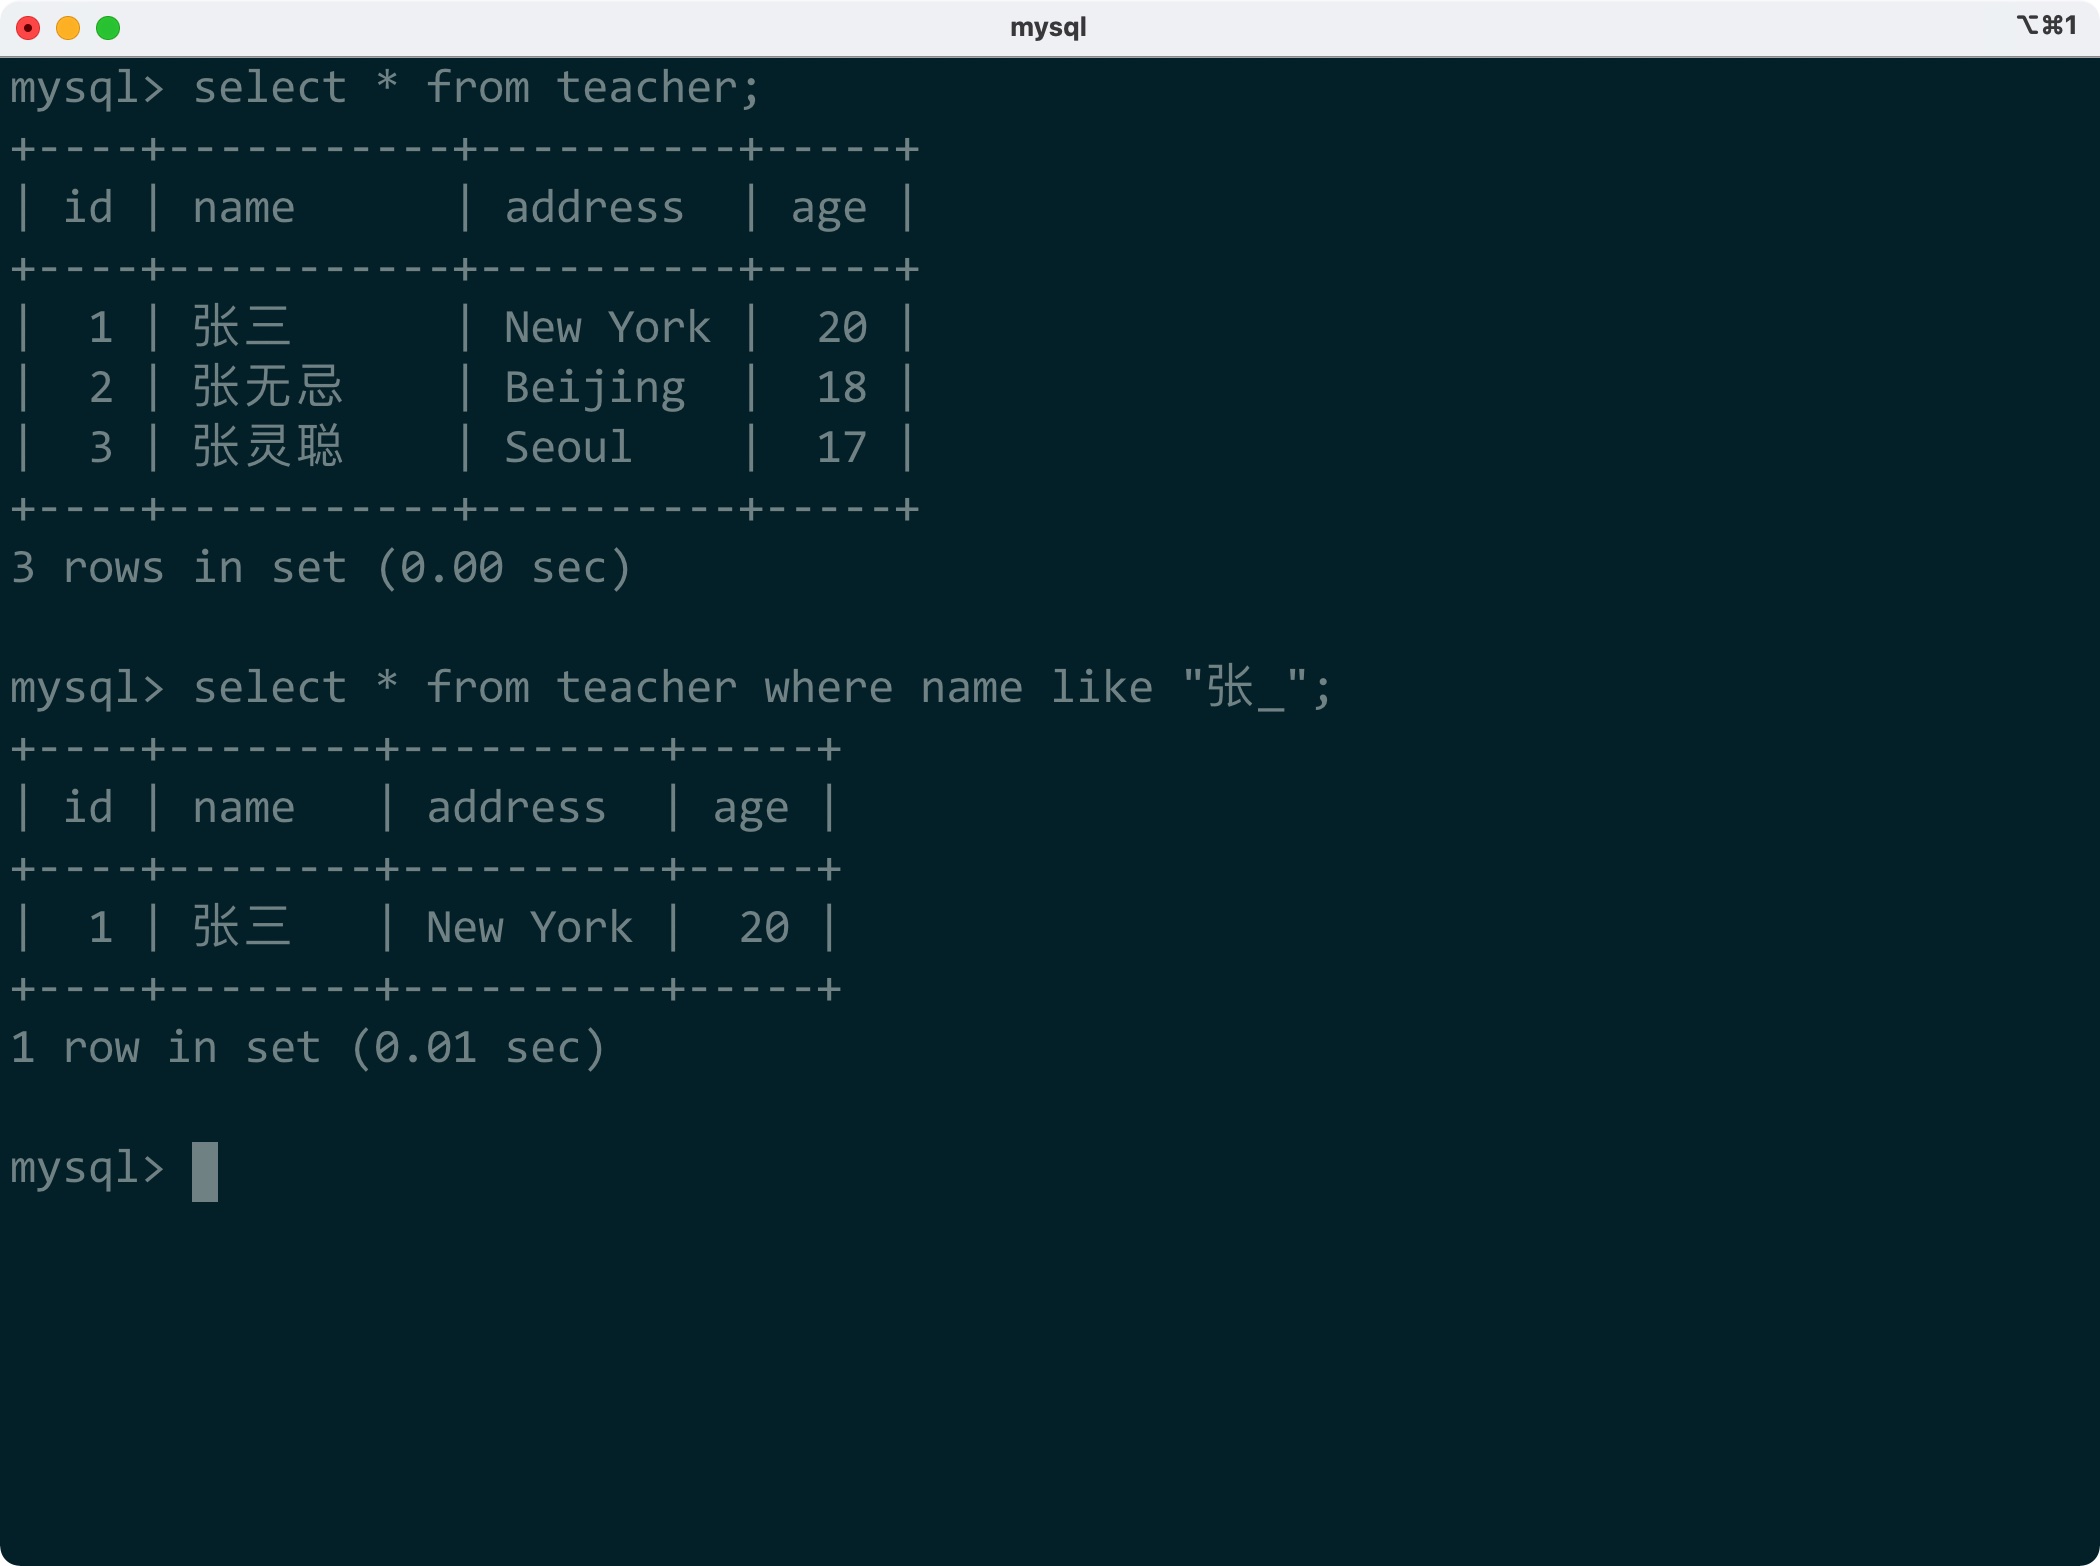 mysql
⌥⌘1
mysql> select * from teacher;
+----+-----------+----------+-----+
| id | name      | address  | age |
+----+-----------+----------+-----+
|  1 | 张三      | New York |  20 |
|  2 | 张无忌    | Beijing  |  18 |
|  3 | 张灵聪    | Seoul    |  17 |
+----+-----------+----------+-----+
3 rows in set (0.00 sec)
mysql> select * from teacher where name like "张_";
+----+--------+----------+-----+
| id | name   | address  | age |
+----+--------+----------+-----+
|  1 | 张三   | New York |  20 |
+----+--------+----------+-----+
1 row in set (0.01 sec)
mysql>